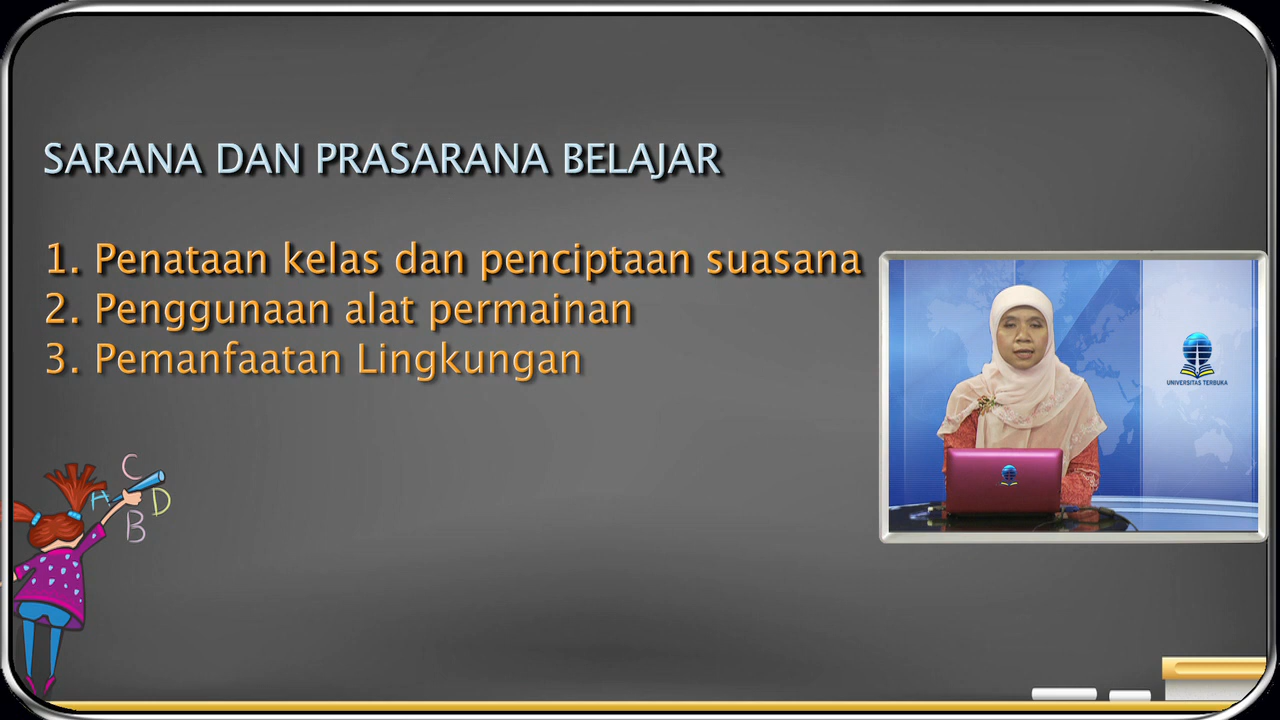 SARANA DAN PRASARANA BELAJAR
1. Penataan kelas dan penciptaan suasana
2. Penggunaan alat permainan
3. Pemanfaatan Lingkungan
UNIVERSITAS TERBUKA
C
A
D
B